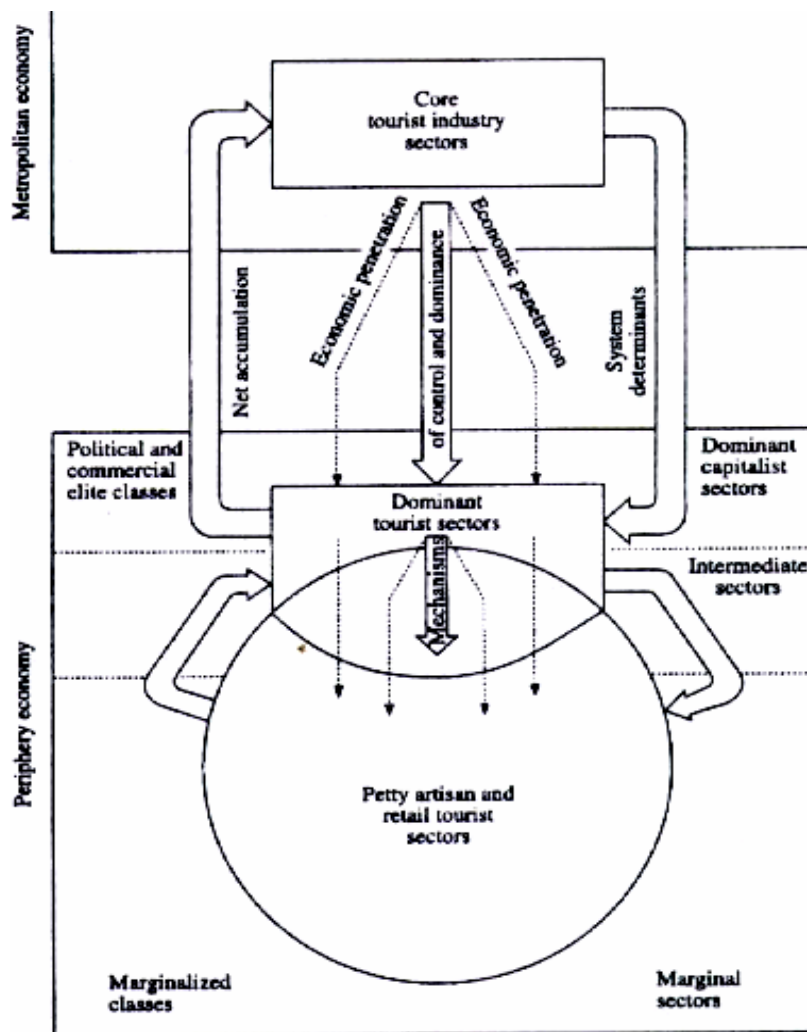 Metropolitan economy
Core
tourist industry
sectors
Economic penetration
Economic penetration
of control and dominance
Net accumulation
System
determinants
Political and
commercial
elite classes
Dominant
capitalist
sectors
Dominant
tourist sectors
Intermediate
sectors
Mechanisms
Periphery economy
Petty artisan and
retail tourist
sectors
Marginalized
classes
Marginal
sectors